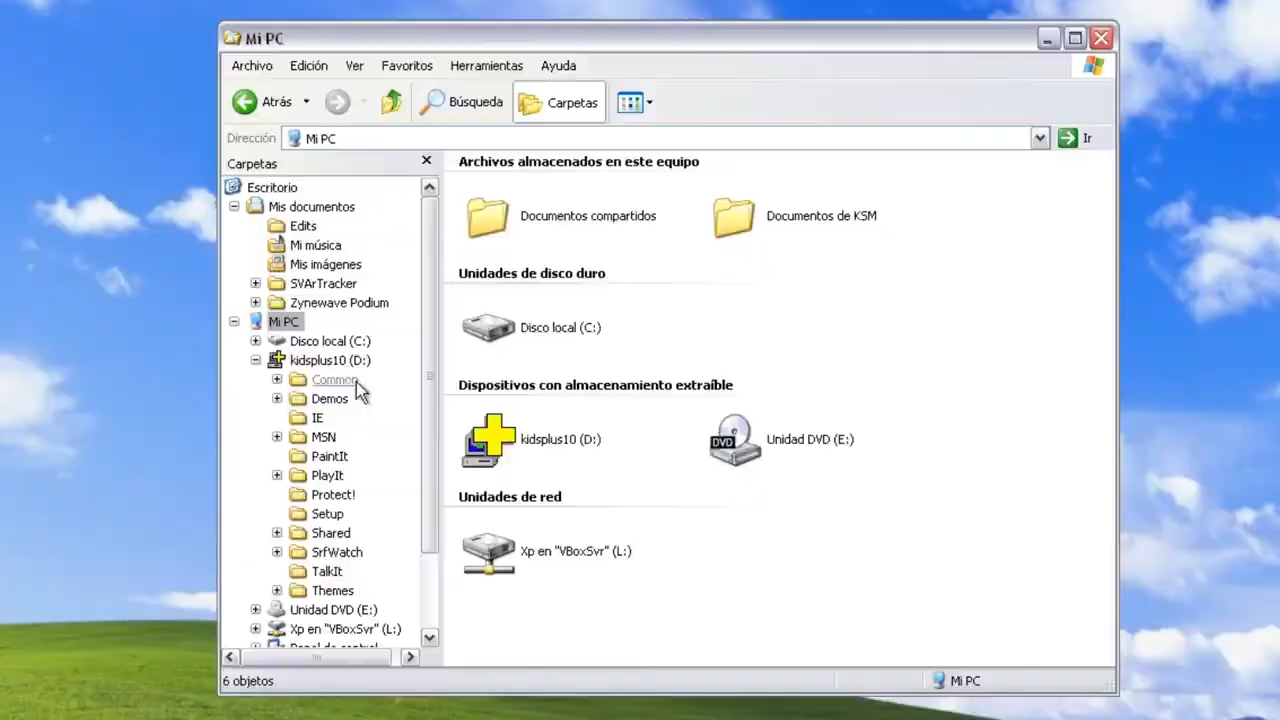 Mi PC
Archivo Edición Ver Favoritos Herramientas Ayuda
Atrás Búsqueda Carpetas
Dirección Mi PC Ir
Carpetas
Escritorio
Mis documentos
Edits
Mi música
Mis imágenes
SVArTracker
Zynewave Podium
Mi PC
Disco local (C:)
kidsplus10 (D:)
Common
Demos
IE
MSN
PaintIt
PlayIt
Protect!
Setup
Shared
SrfWatch
TalkIt
Themes
Unidad DVD (E:)
Xp en "VBoxSvr" (L:)
Panel de control
Archivos almacenados en este equipo
Documentos compartidos Documentos de KSM
Unidades de disco duro
Disco local (C:)
Dispositivos con almacenamiento extraíble
kidsplus10 (D:) DVD Unidad DVD (E:)
Unidades de red
Xp en "VBoxSvr" (L:)
6 objetos Mi PC